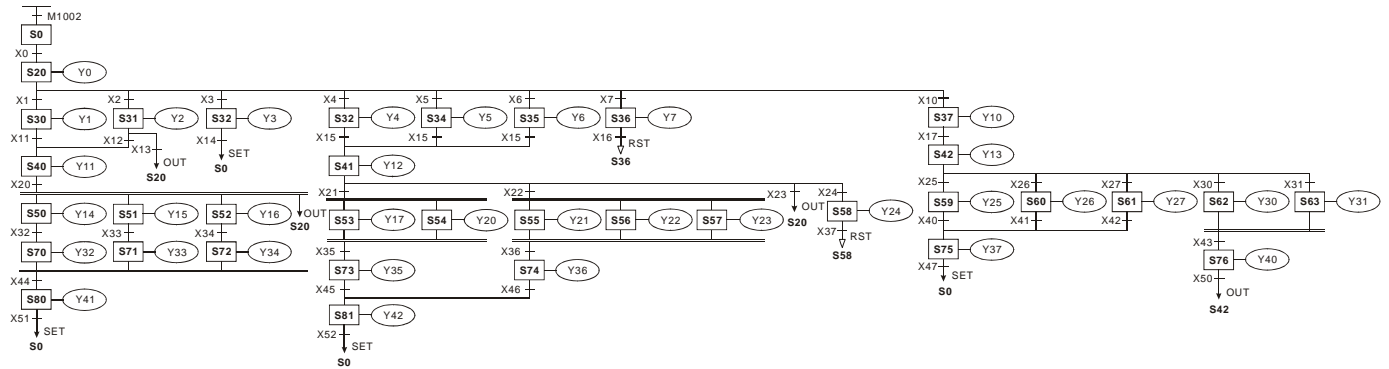 M1002
S0
X0
S20 Y0
X1 X2 X3 X4 X5 X6 X7 X10
S30 Y1 S31 Y2 S32 Y3 S32 Y4 S34 Y5 S35 Y6 S36 Y7 S37 Y10
X11 X12 X13 OUT X14 SET X15 X15 X15 X16 RST X17
S20 S0 S36
S40 Y11 S41 Y12 S42 Y13
X20 X21 X22 X23 X24 X25 X26 X27 X30 X31
OUT S20 OUT S20
S50 Y14 S51 Y15 S52 Y16 S53 Y17 S54 Y20 S55 Y21 S56 Y22 S57 Y23 S58 Y24 S59 Y25 S60 Y26 S61 Y27 S62 Y30 S63 Y31
X32 X33 X34 X37 RST X40 X41 X42
S58
S70 Y32 S71 Y33 S72 Y34 X35 X36 S75 Y37 X43
S73 Y35 S74 Y36 X47 SET S76 Y40
S0
X44 X45 X46 X50 OUT
S42
S80 Y41 S81 Y42
X51 SET X52 SET
S0 S0